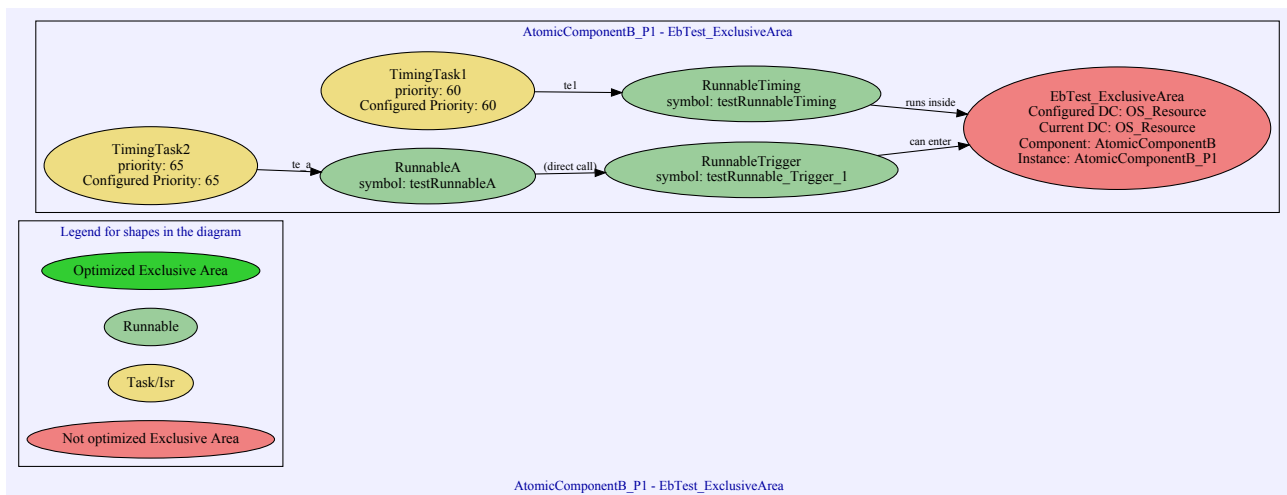 AtomicComponentB_P1 - EbTest_ExclusiveArea
TimingTask1
priority: 60
Configured Priority: 60
te1
RunnableTiming
symbol: testRunnableTiming
runs inside
EbTest_ExclusiveArea
Configured DC: OS_Resource
Current DC: OS_Resource
Component: AtomicComponentB
Instance: AtomicComponentB_P1
TimingTask2
priority: 65
Configured Priority: 65
te_a
RunnableA
symbol: testRunnableA
(direct call)
RunnableTrigger
symbol: testRunnable_Trigger_1
can enter
Legend for shapes in the diagram
Optimized Exclusive Area
Runnable
Task/Isr
Not optimized Exclusive Area
AtomicComponentB_P1 - EbTest_ExclusiveArea